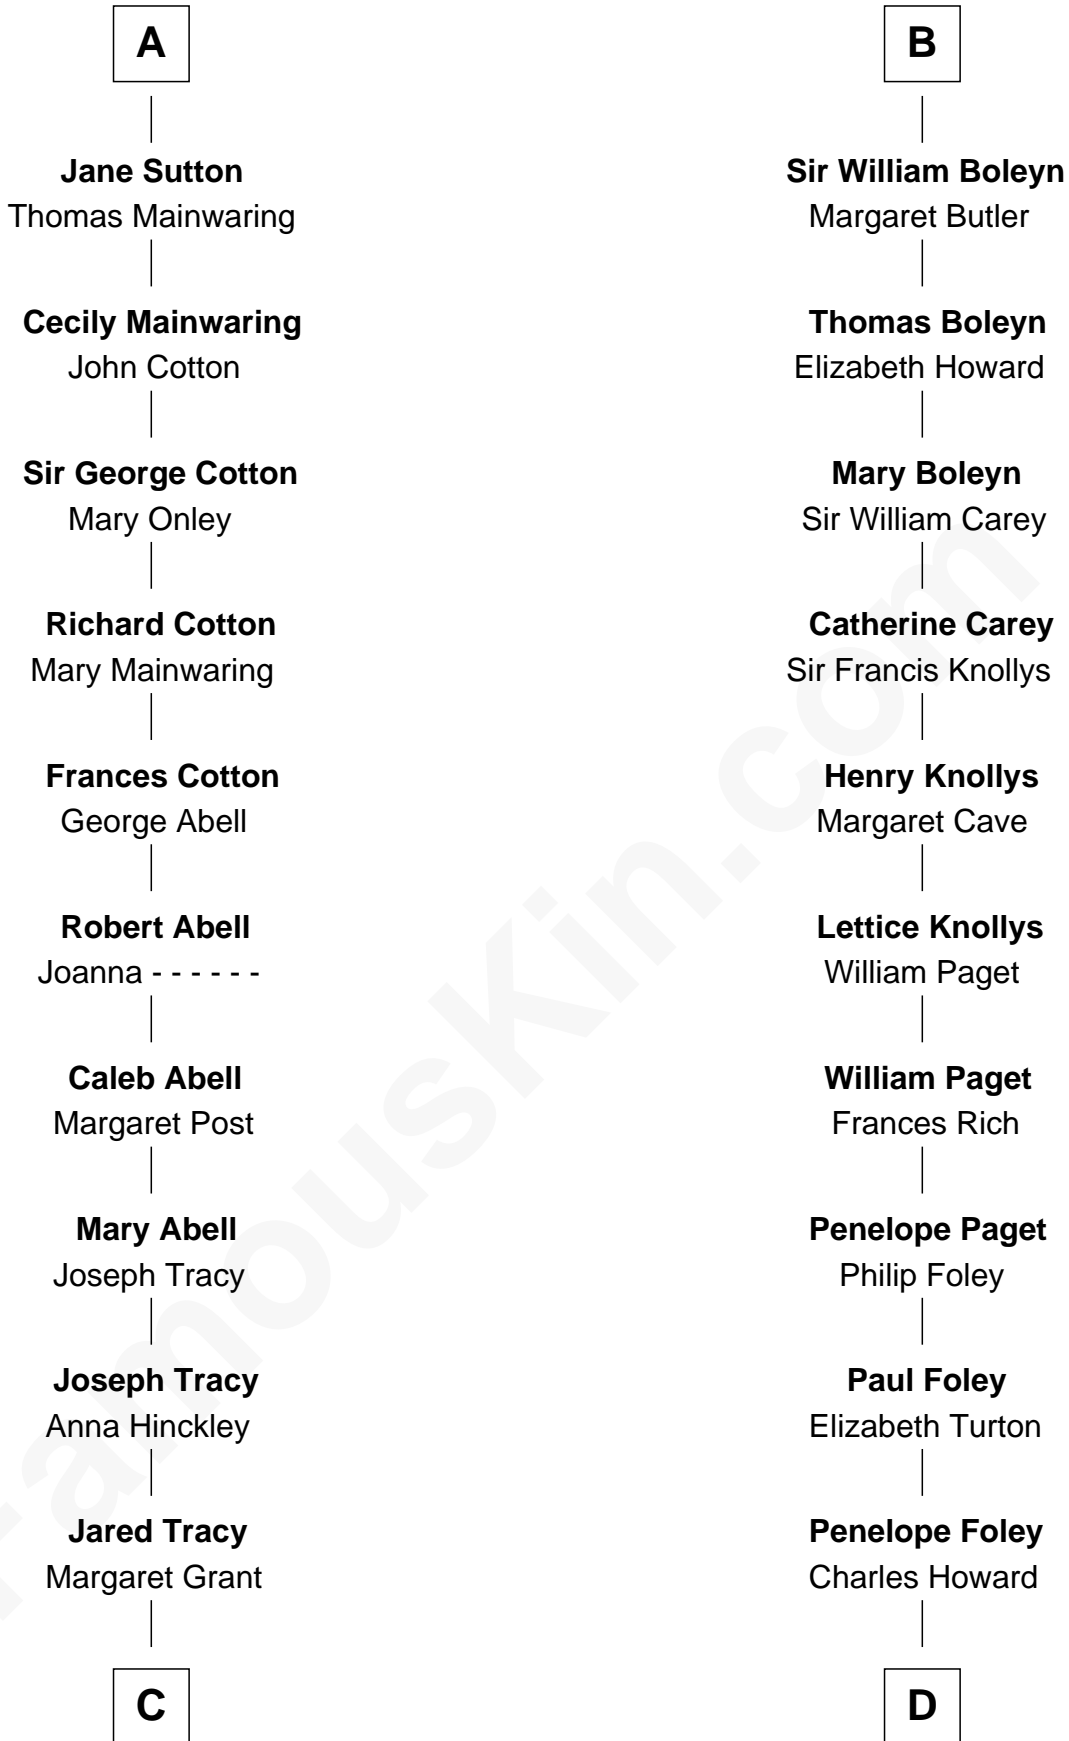 A
Jane Sutton
Thomas Mainwaring
Cecily Mainwaring
John Cotton
Sir George Cotton
Mary Onley
Richard Cotton
Mary Mainwaring
Frances Cotton
George Abell
Robert Abell
Joanna - - - - - -
Caleb Abell
Margaret Post
Mary Abell
Joseph Tracy
Joseph Tracy
Anna Hinckley
Jared Tracy
Margaret Grant
C
B
Sir William Boleyn
Margaret Butler
Thomas Boleyn
Elizabeth Howard
Mary Boleyn
Sir William Carey
Catherine Carey
Sir Francis Knollys
Henry Knollys
Margaret Cave
Lettice Knollys
William Paget
William Paget
Frances Rich
Penelope Paget
Philip Foley
Paul Foley
Elizabeth Turton
Penelope Foley
Charles Howard
D
FamousKin.com